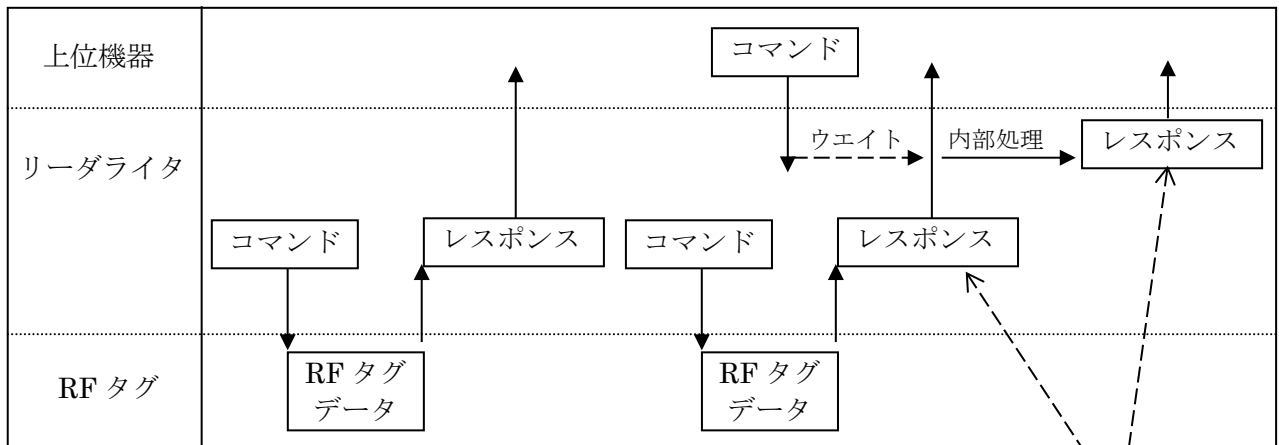 上位機器
コマンド
リーダライタ
ウエイト
内部処理
レスポンス
コマンド
レスポンス
コマンド
レスポンス
RF タグ
RF タグ
データ
RF タグ
データ